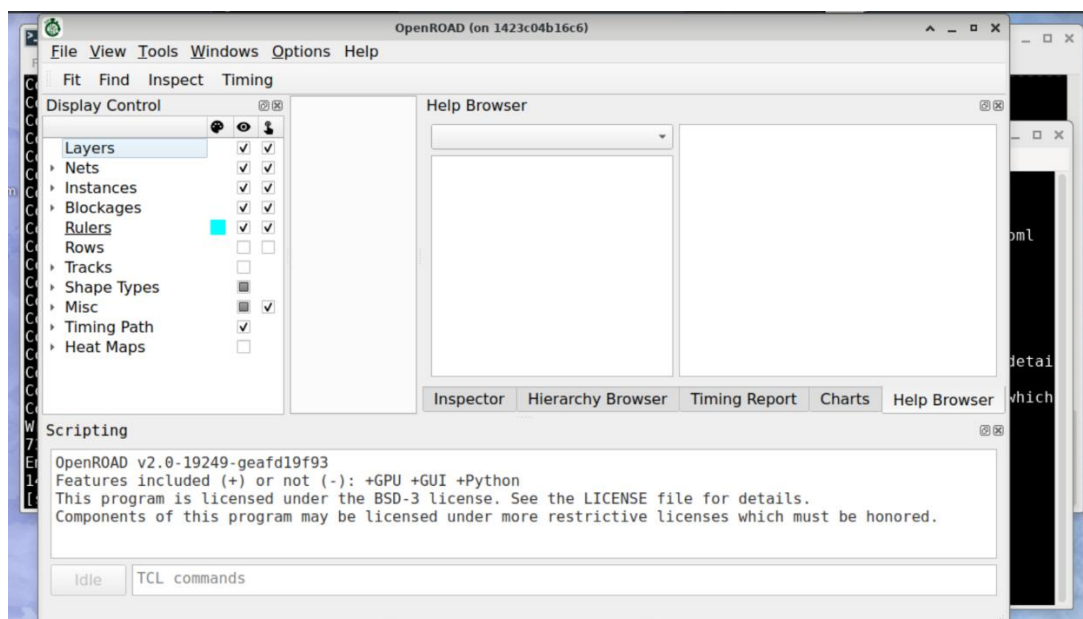 OpenROAD (on 1423c04b16c6)
File View Tools Windows Options Help
Fit Find Inspect Timing
Display Control
Help Browser
Layers
Nets
Instances
Blockages
Rulers
Rows
Tracks
Shape Types
Misc
Timing Path
Heat Maps
Inspector Hierarchy Browser Timing Report Charts Help Browser
Scripting
OpenROAD v2.0-19249-geafd19f93
Features included (+) or not (-): +GPU +GUI +Python
This program is licensed under the BSD-3 license. See the LICENSE file for details.
Components of this program may be licensed under more restrictive licenses which must be honored.
Idle TCL commands
which